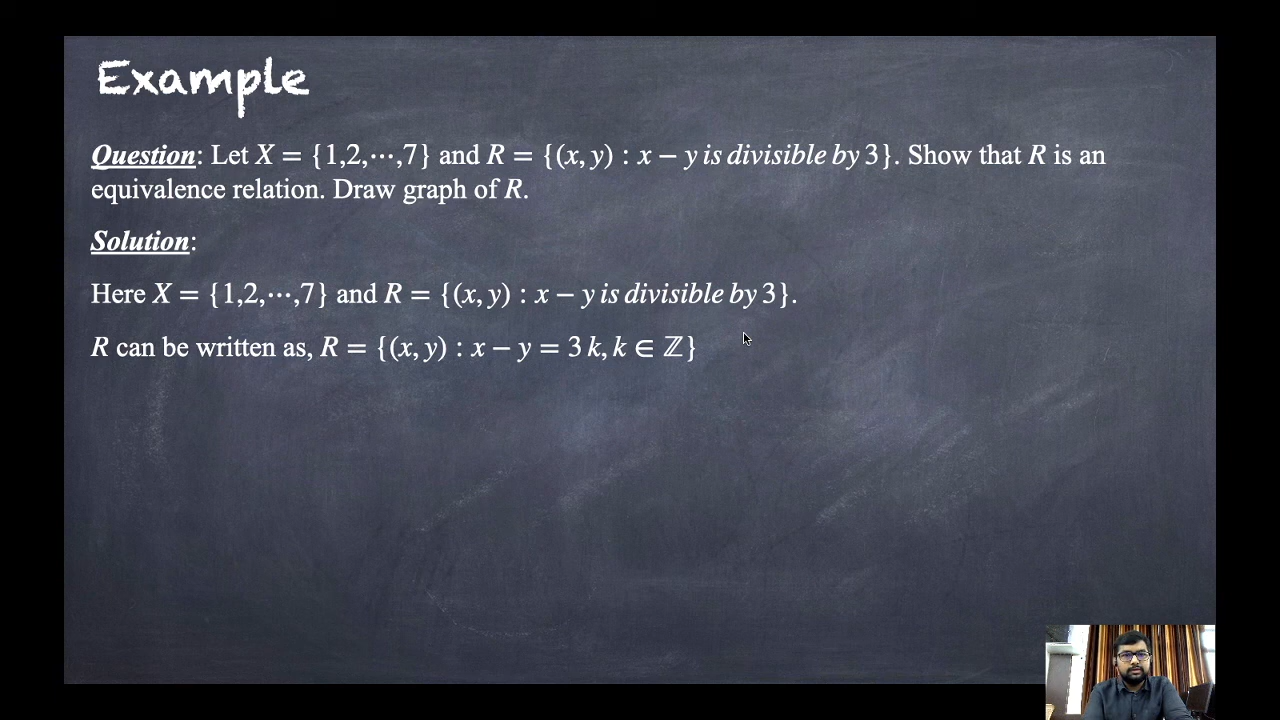 Example
Question: Let X = {1,2,⋯,7} and R = {(x, y) : x − y is divisible by 3}. Show that R is an
equivalence relation. Draw graph of R.
Solution:
Here X = {1,2,⋯,7} and R = {(x, y) : x − y is divisible by 3}.
R can be written as, R = {(x, y) : x − y = 3 k, k ∈ ℤ}